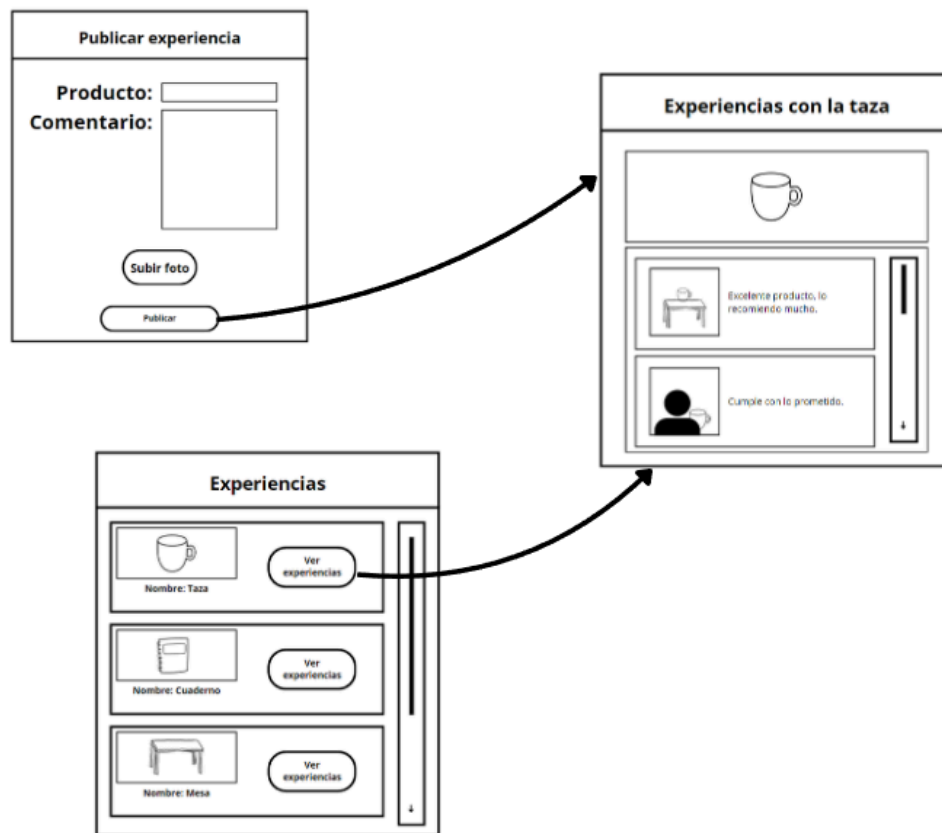 Publicar experiencia
Producto:
Comentario:
Subir foto
Publicar
Experiencias con la taza
Excelente producto, lo
recomiendo mucho.
Cumple con lo prometido.
Experiencias
Ver
experiencias
Nombre: Taza
Ver
experiencias
Nombre: Cuaderno
Ver
experiencias
Nombre: Mesa